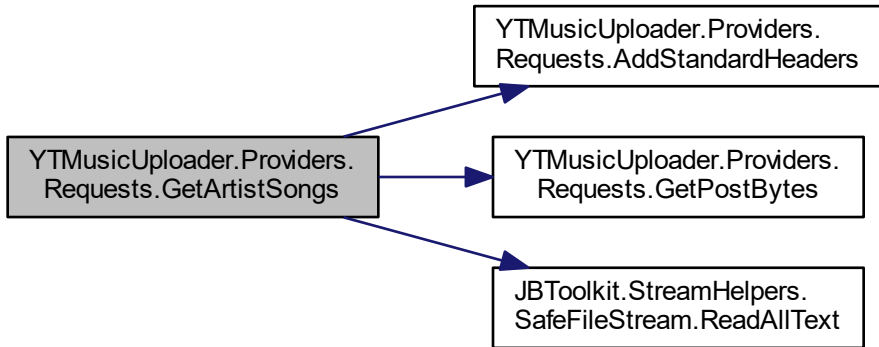 YTMusicUploader.Providers.
Requests.GetArtistSongs
YTMusicUploader.Providers.
Requests.AddStandardHeaders
YTMusicUploader.Providers.
Requests.GetPostBytes
JBToolkit.StreamHelpers.
SafeFileStream.ReadAllText